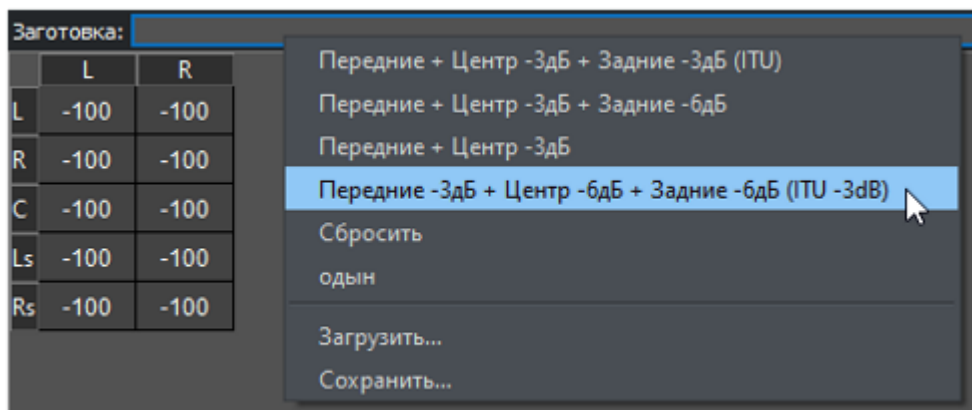 Заготовка:
L R
L -100 -100
R -100 -100
C -100 -100
Ls -100 -100
Rs -100 -100
Передние + Центр -3дБ + Задние -3дБ (ITU)
Передние + Центр -3дБ + Задние -6дБ
Передние + Центр -3дБ
Передние -3дБ + Центр -6дБ + Задние -6дБ (ITU -3dB)
Сбросить
одын
Загрузить...
Сохранить...